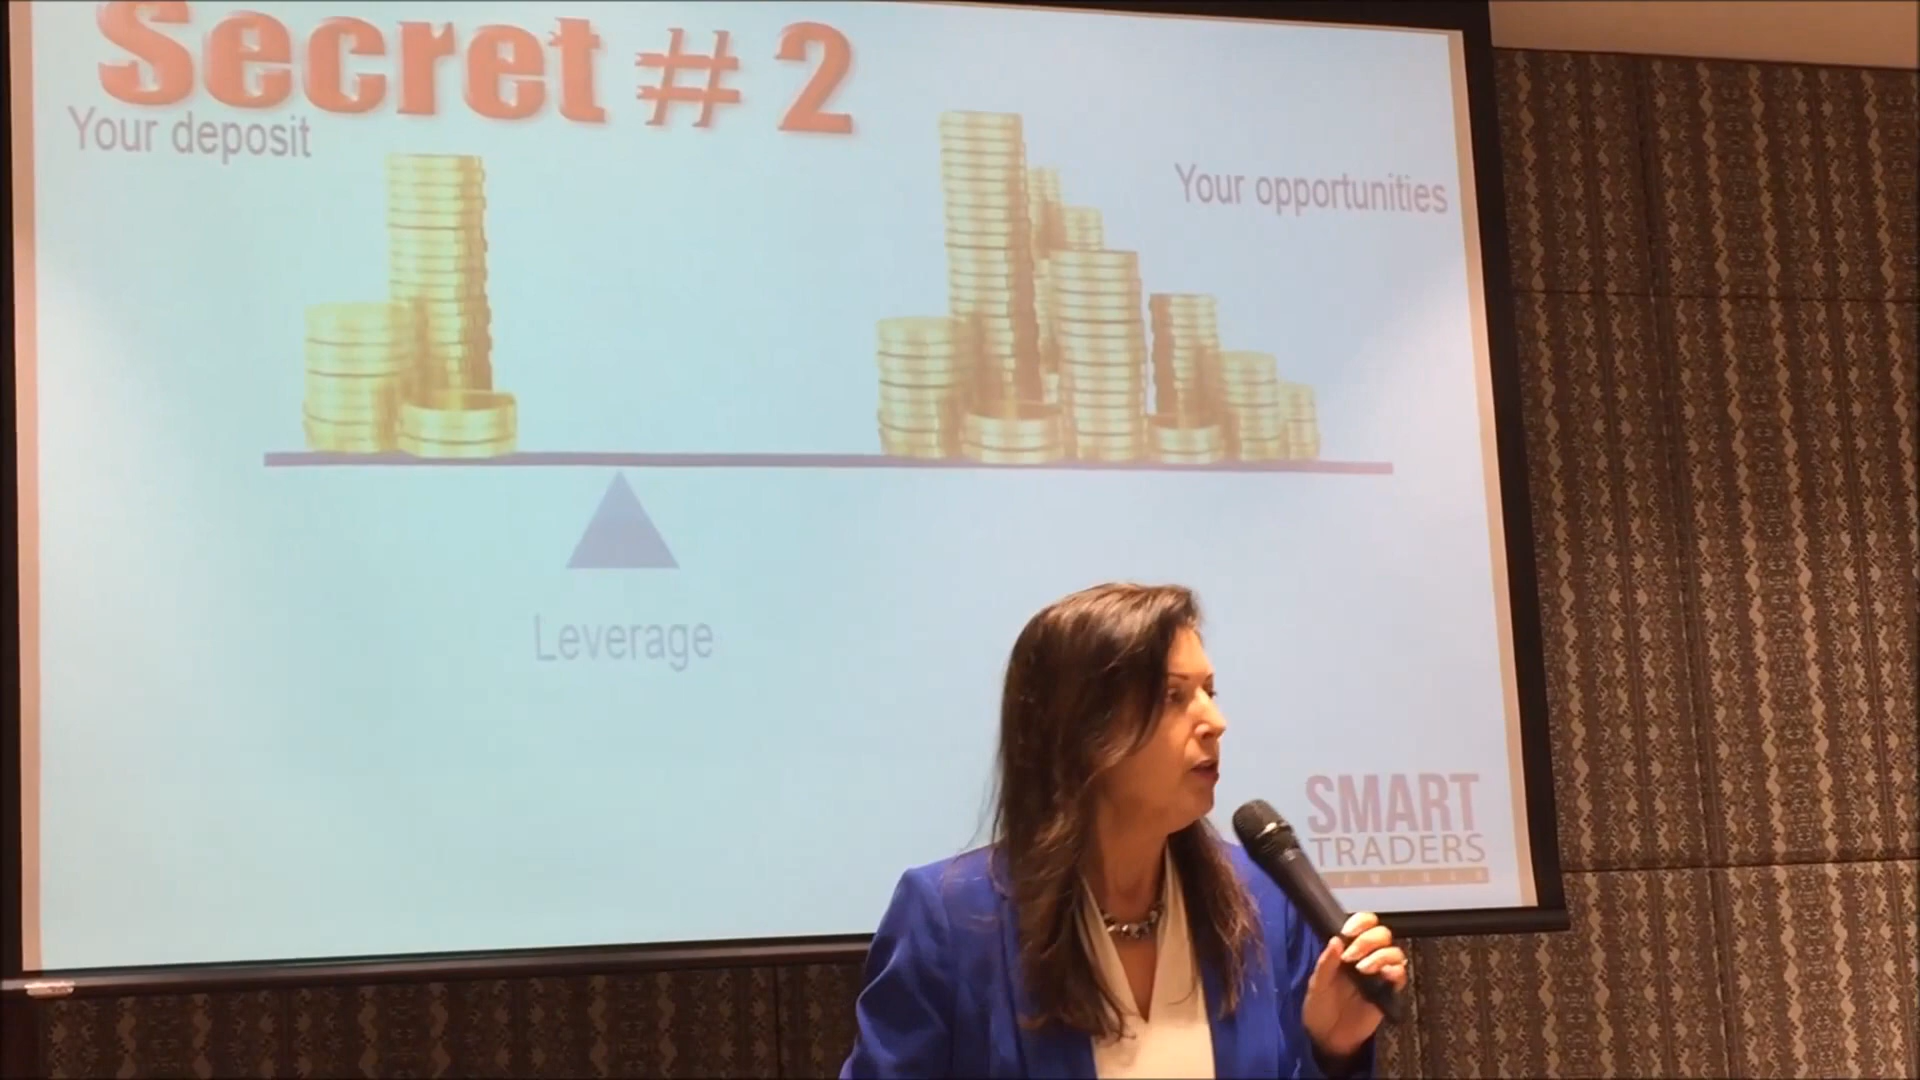 Secret # 2
Your deposit
Your opportunities
Leverage
SMART
TRADERS